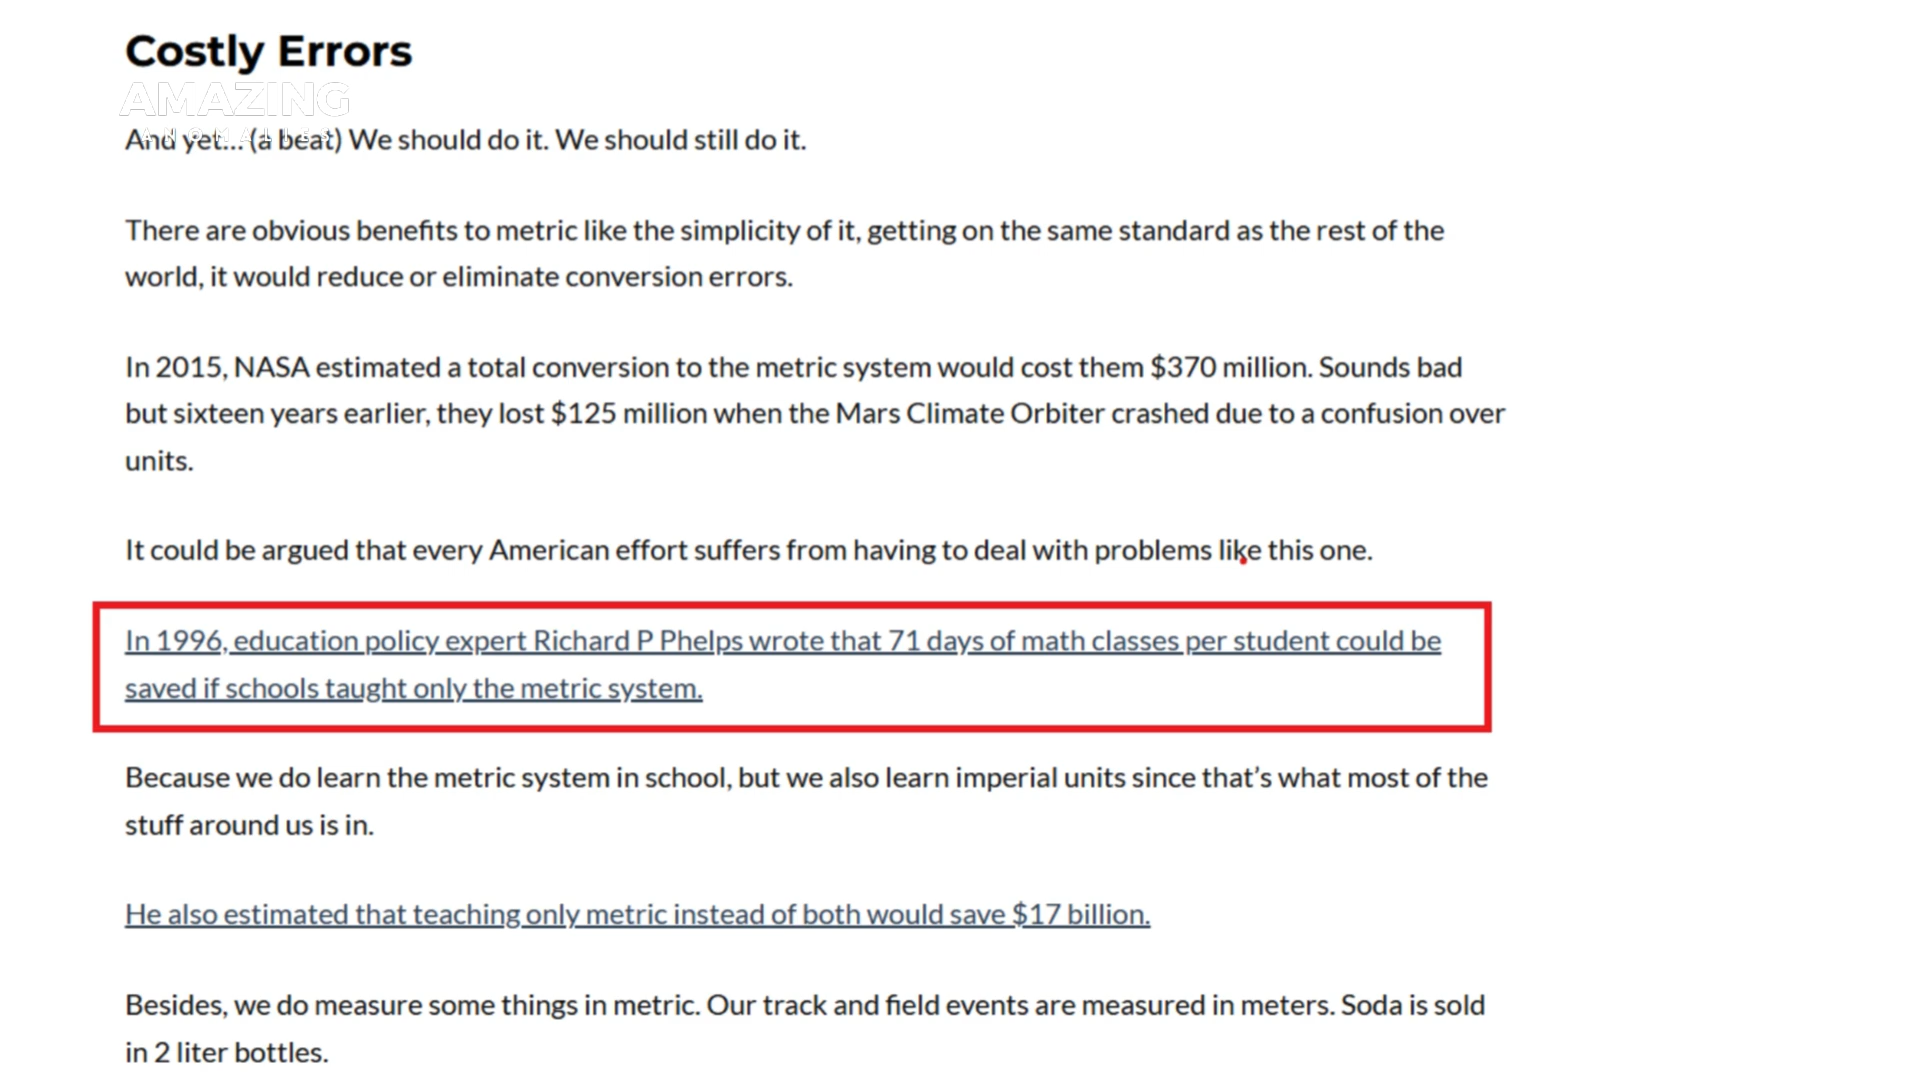 Costly Errors
AMAZING
ANOMALIES
And yet... (a beat) We should do it. We should still do it.
There are obvious benefits to metric like the simplicity of it, getting on the same standard as the rest of the
world, it would reduce or eliminate conversion errors.
In 2015, NASA estimated a total conversion to the metric system would cost them $370 million. Sounds bad
but sixteen years earlier, they lost $125 million when the Mars Climate Orbiter crashed due to a confusion over
units.
It could be argued that every American effort suffers from having to deal with problems like this one.
In 1996, education policy expert Richard P Phelps wrote that 71 days of math classes per student could be
saved if schools taught only the metric system.
Because we do learn the metric system in school, but we also learn imperial units since that’s what most of the
stuff around us is in.
He also estimated that teaching only metric instead of both would save $17 billion.
Besides, we do measure some things in metric. Our track and field events are measured in meters. Soda is sold
in 2 liter bottles.